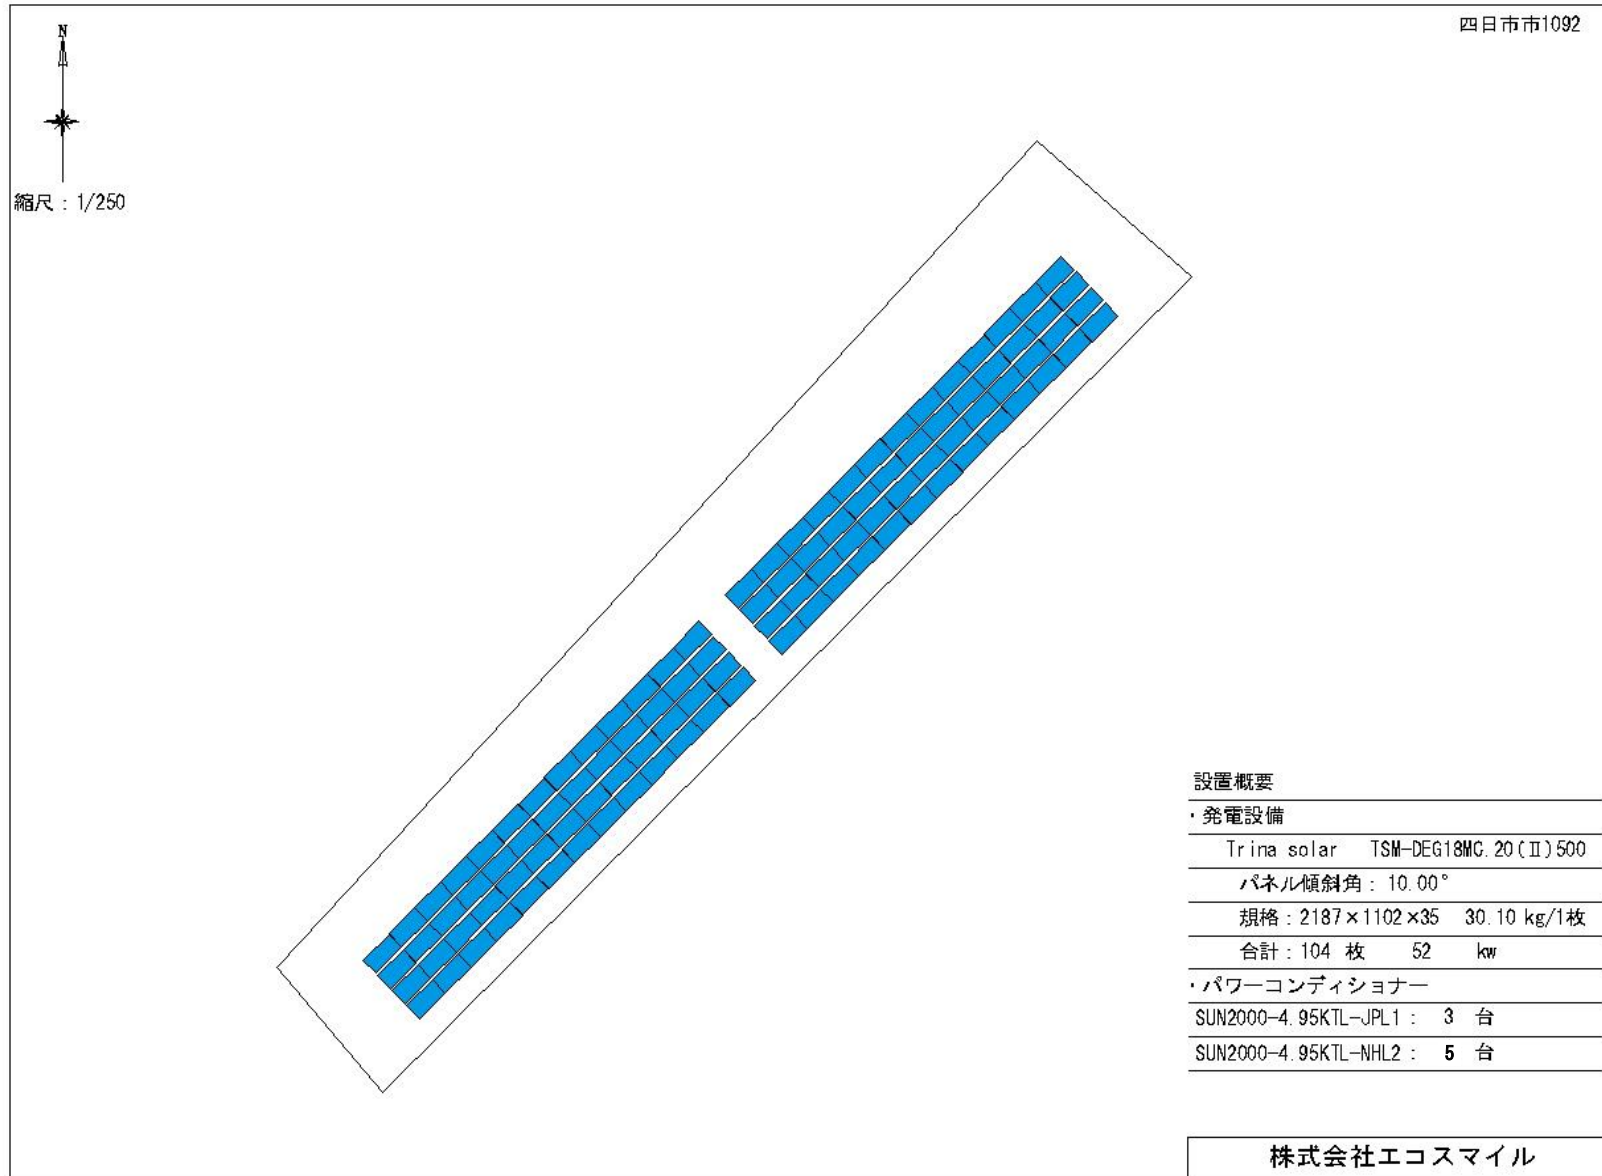 四日市市1092
N
縮尺：1/250
設置概要
・発電設備
Trina solar TSM-DEG18MC.20(Ⅱ)500
パネル傾斜角：10.00°
規格：2187×1102×35 30.10 kg/1枚
合計：104 枚 52 kw
・パワーコンディショナー
SUN2000-4.95KTL-JPL1： 3 台
SUN2000-4.95KTL-NHL2： 5 台
株式会社エコスマイル